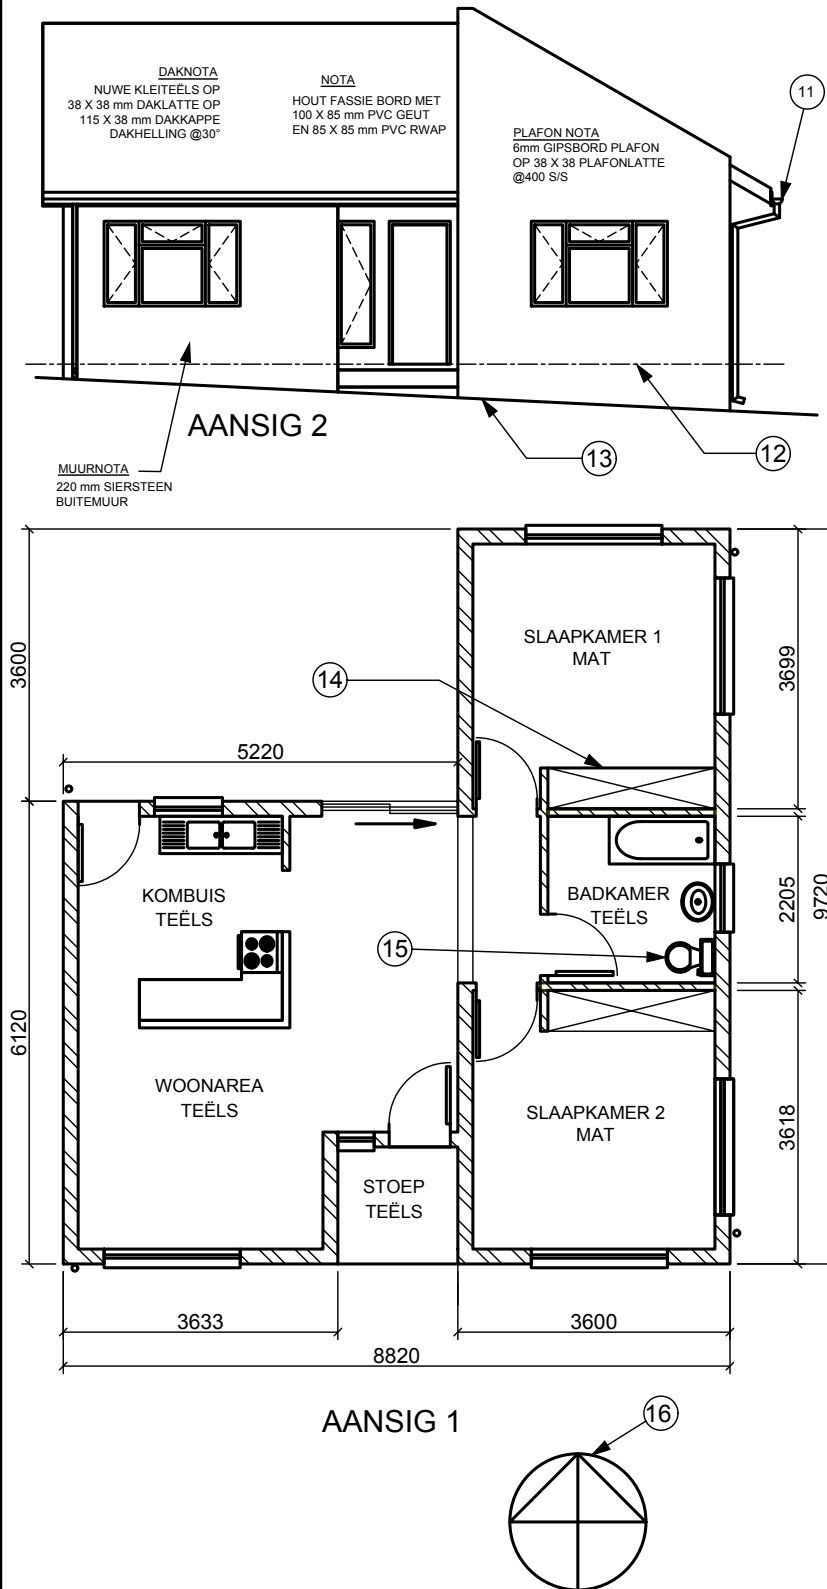 DAKNOTA
NUWE KLEITEËLS OP
38 X 38 mm DAKLATTE OP
115 X 38 mm DAKKAPPE
DAKHELLING @30°
NOTA
HOUT FASSIE BORD MET
100 X 85 mm PVC GEUT
EN 85 X 85 mm PVC RWAP
PLAFON NOTA
6mm GIPSBORD PLAFON
OP 38 X 38 PLAFONLATTE
@400 S/S
11
AANSIG 2
13
12
MUURNOTA
220 mm SIERSTEEN
BUITEMUUR
3600
SLAAPKAMER 1
MAT
3699
14
5220
KOMBUIS
TEËLS
BADKAMER
TEËLS
2205
9720
15
6120
WOONAREA
TEËLS
SLAAPKAMER 2
MAT
3618
STOEP
TEËLS
3633
3600
8820
AANSIG 1
16